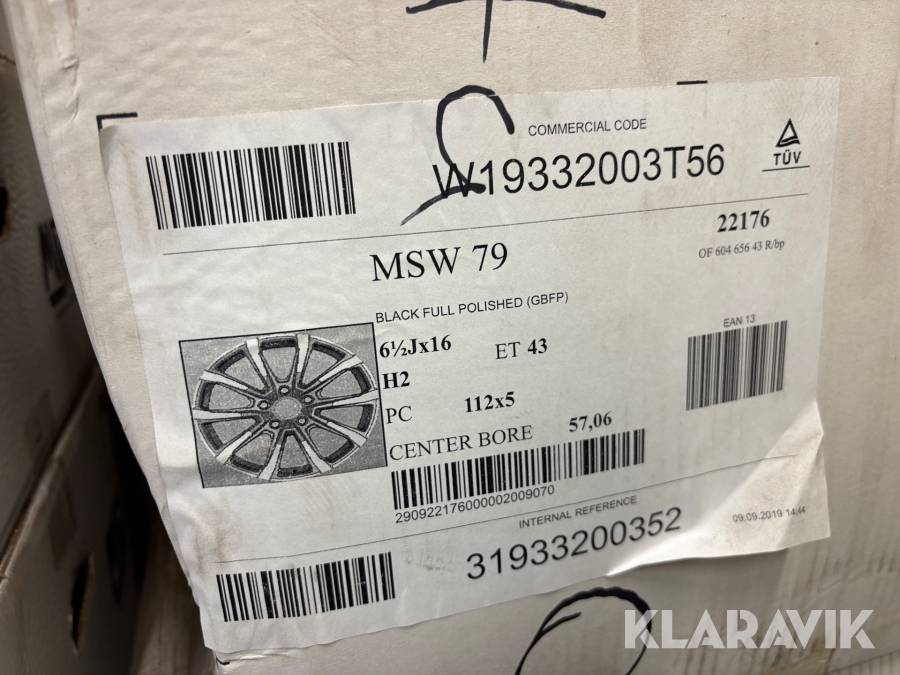 COMMERCIAL CODE
W19332003T56
TÜV
MSW 79
22176
OF 604 656 43 R/bp
BLACK FULL POLISHED (GBFP)
6½Jx16
ET 43
EAN 13
H2
PC 112x5
CENTER BORE 57,06
290922176000002009070
INTERNAL REFERENCE
31933200352
09.09.2019 14:44
KLARAVIK